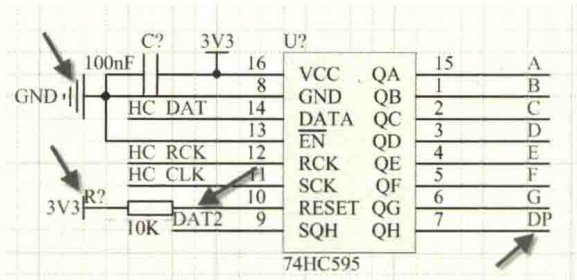 C? 3V3 U?
100nF 16 VCC QA 15 A
8 GND QB 1 B
GND HC DAT 14 DATA QC 2 C
13 EN QD 3 D
HC RCK 12 RCK QE 4 E
HC CLK 11 SCK QF 5 F
R? 10 RESET QG 6 G
3V3 10K DAT2 9 SQH QH 7 DP
74HC595